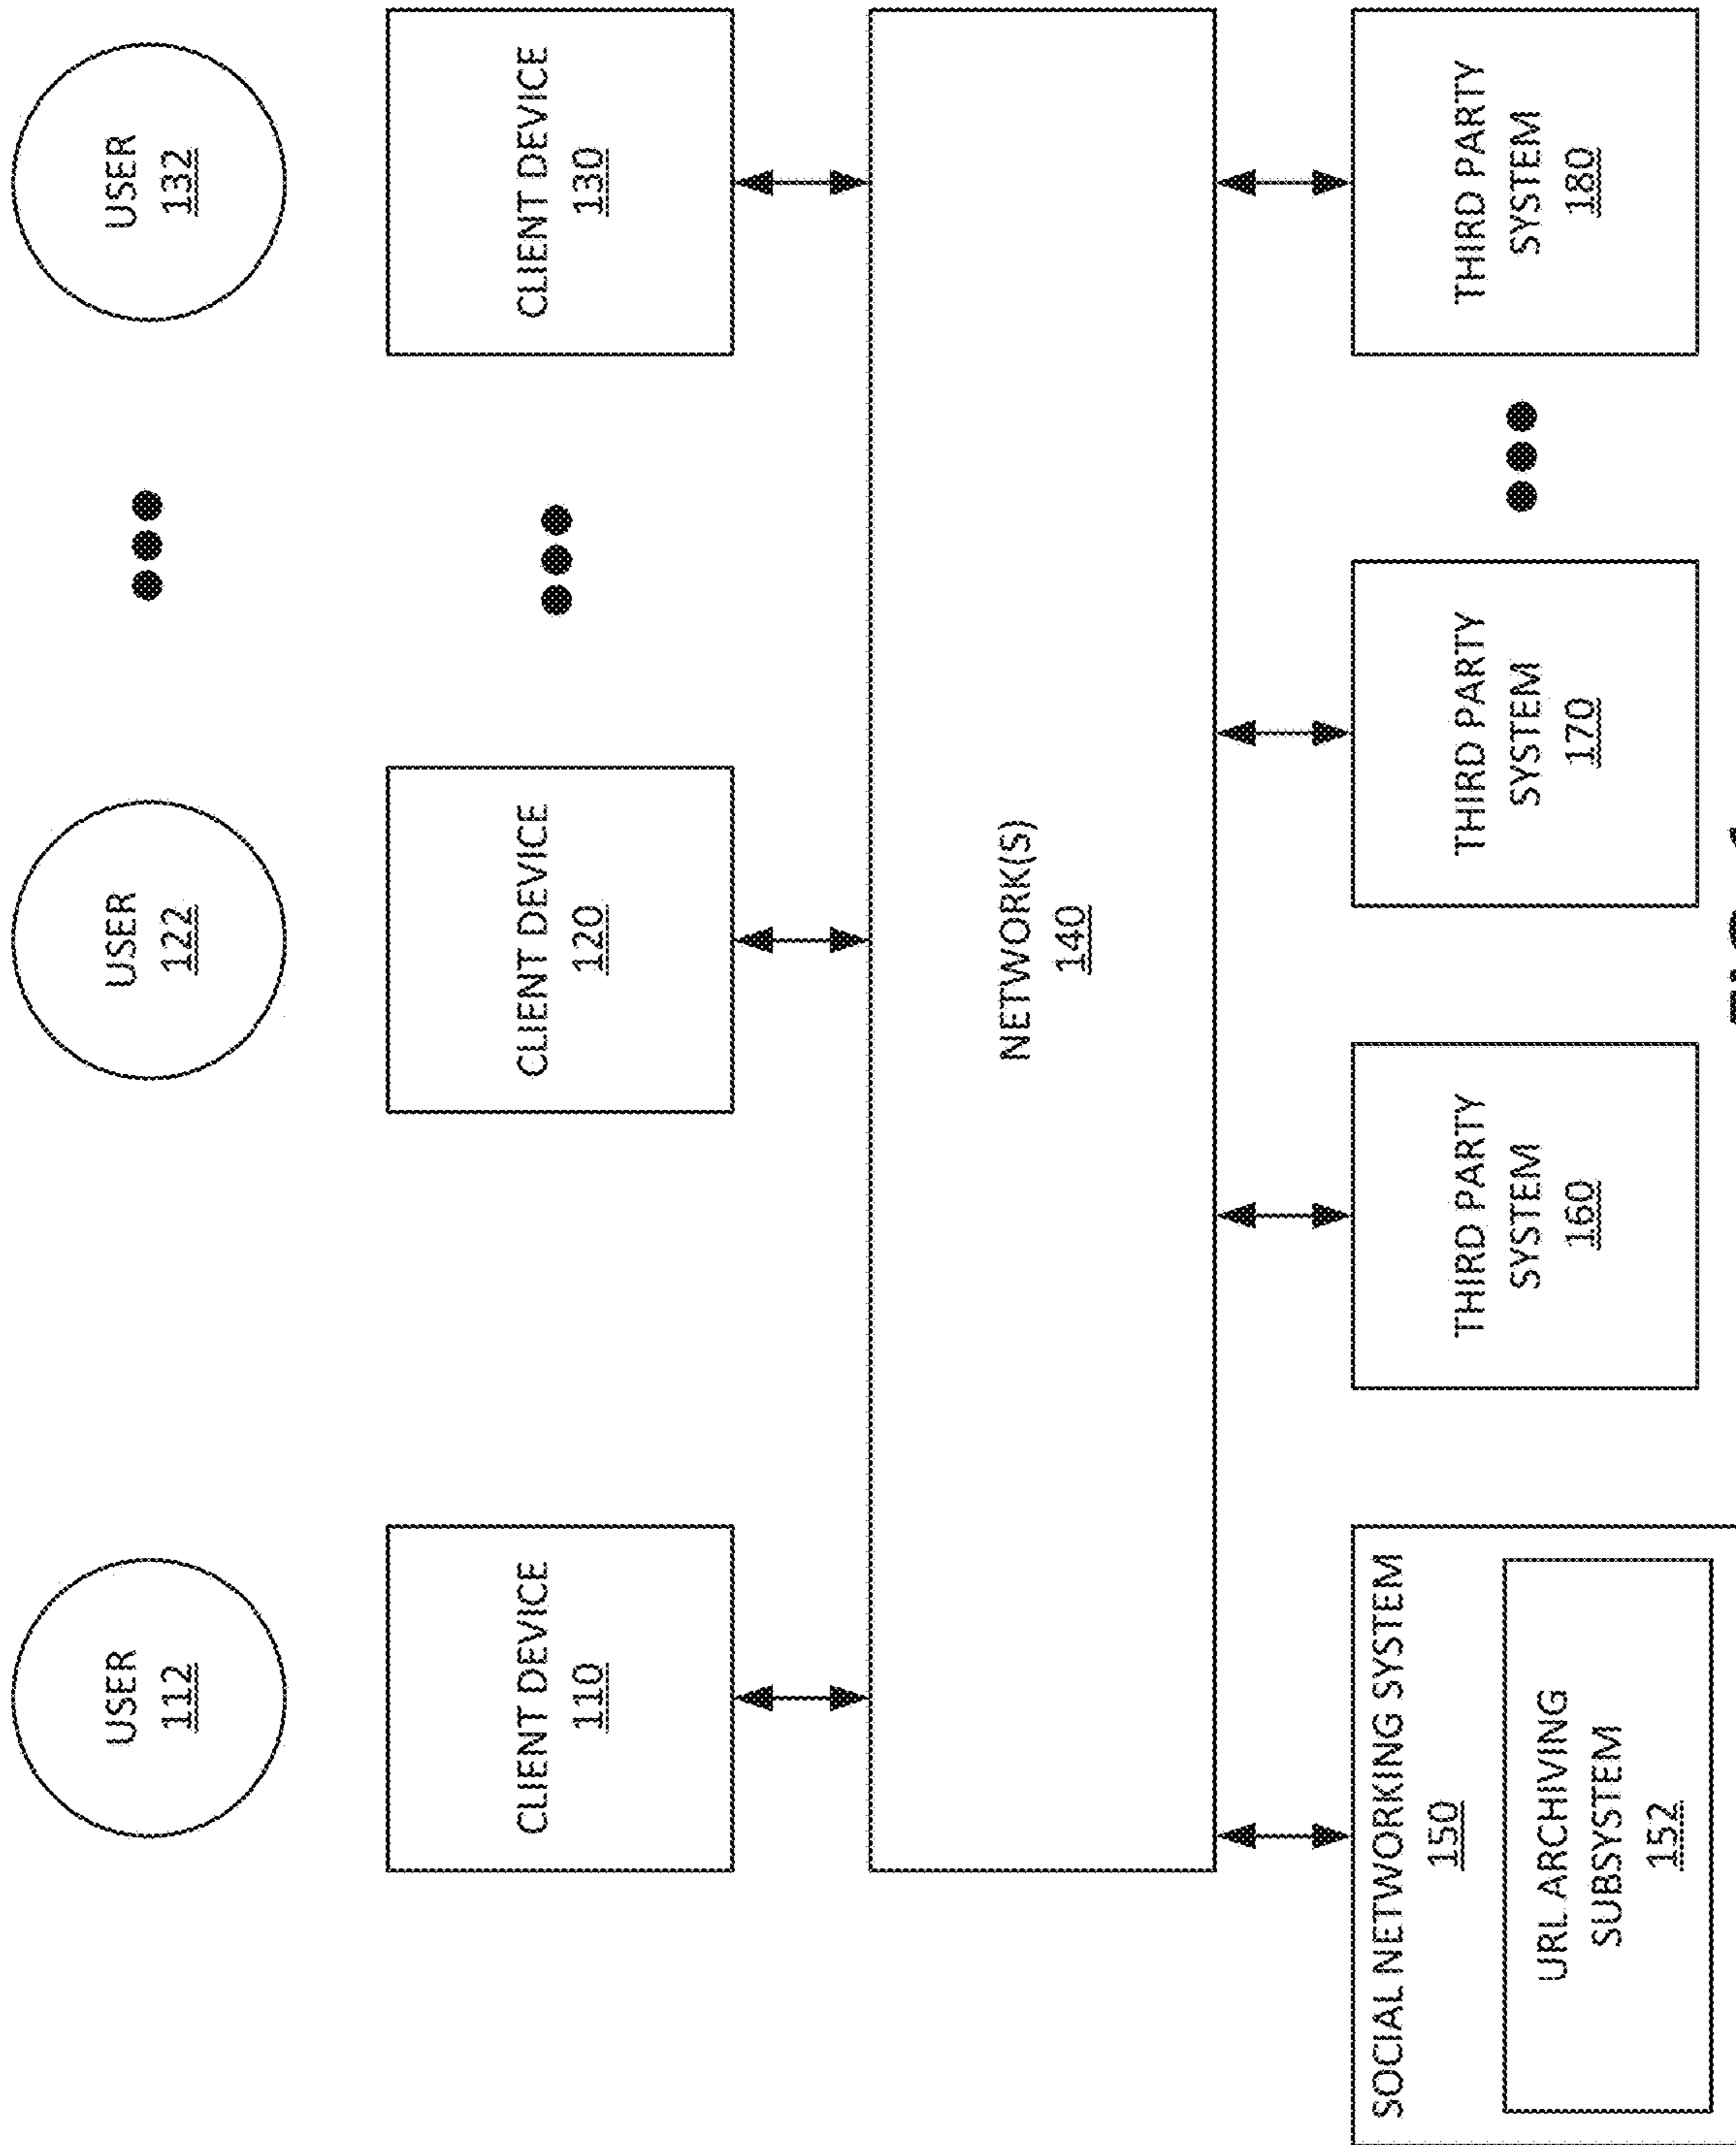 USER
112
USER
122
USER
132
CLIENT DEVICE
110
CLIENT DEVICE
120
CLIENT DEVICE
130
NETWORK(S)
140
SOCIAL NETWORKING SYSTEM
150
URL ARCHIVING
SUBSYSTEM
152
THIRD PARTY
SYSTEM
160
THIRD PARTY
SYSTEM
170
THIRD PARTY
SYSTEM
180